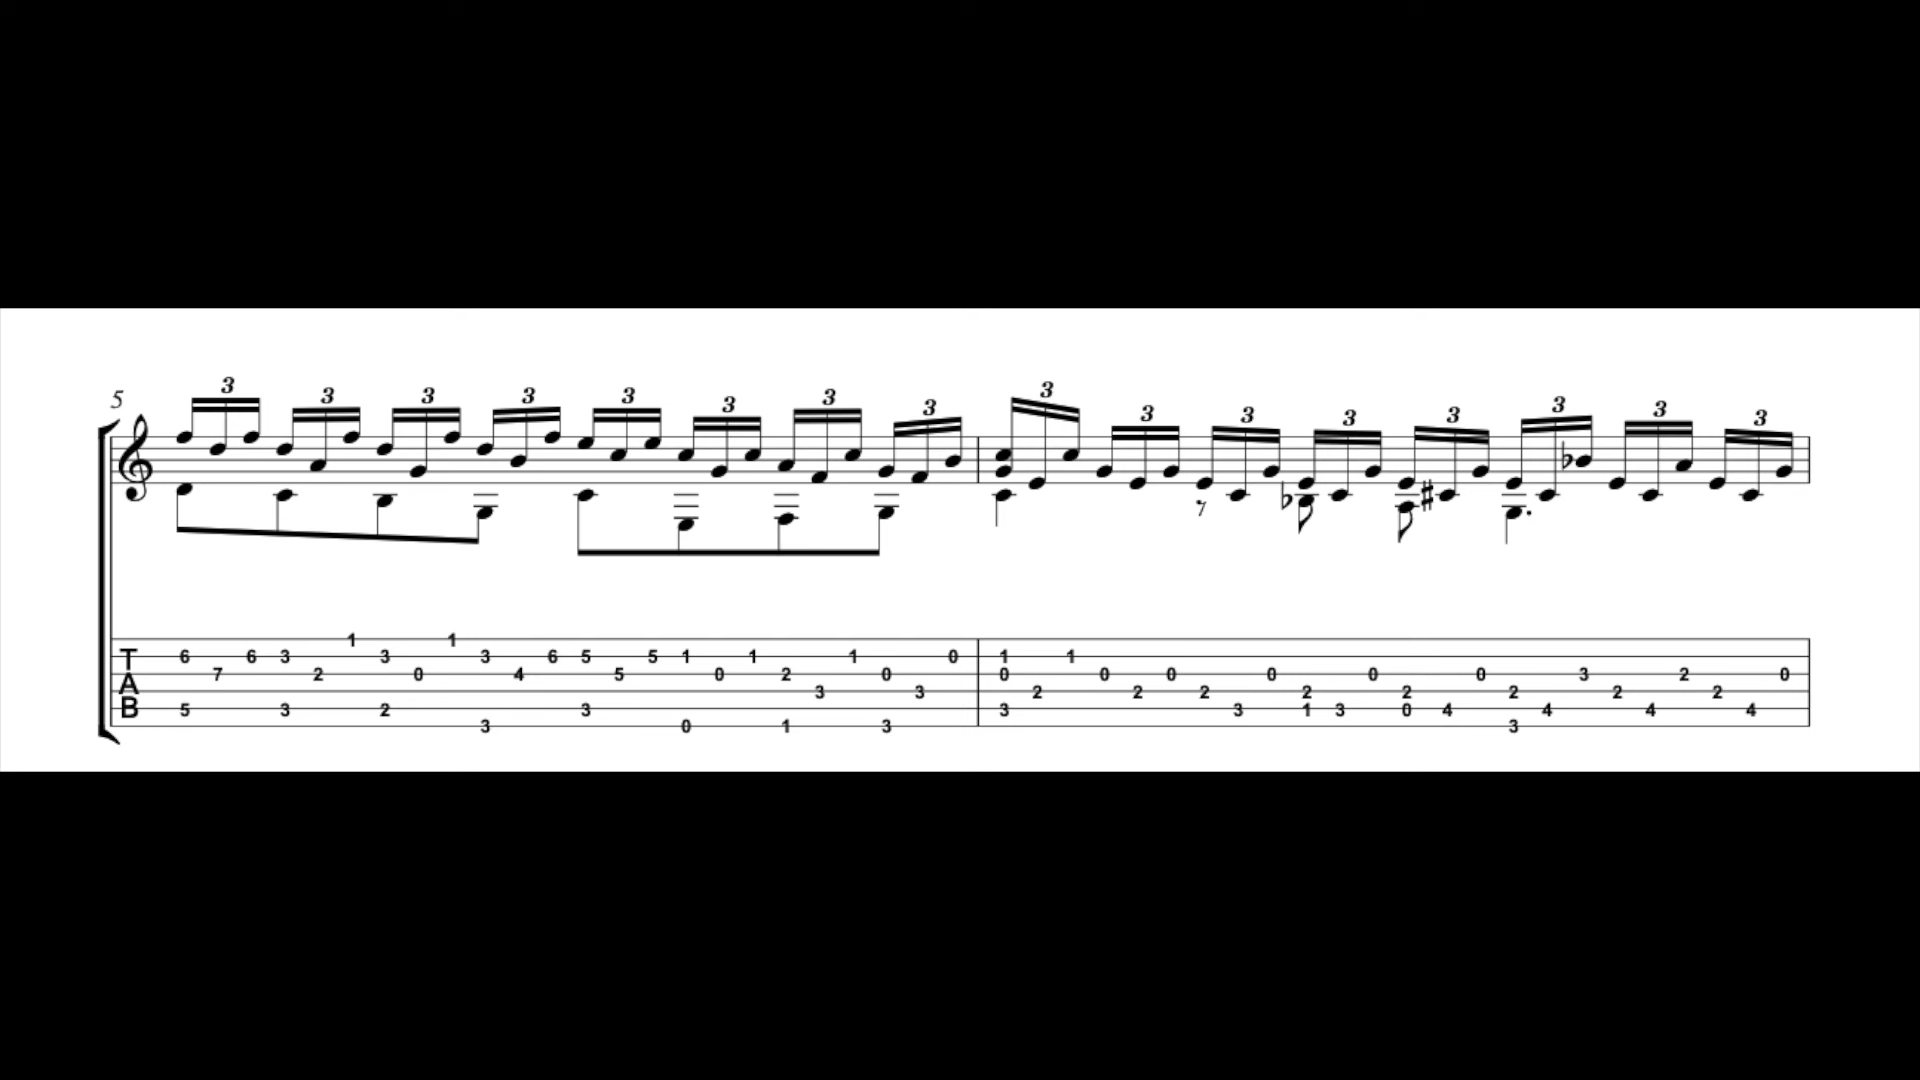 5 3 3 3 3 3 3 3 3 3 3 3 3 3 3 3 3
1 1
T 6 6 3 3 3 6 5 5 1 1 1 0 1 1
7 2 0 4 5 0 2 0 0 0 0 0 0 0 3 2 0
A 3 3 2 2 2 2 2 2 2 2
B 5 3 2 3 3 3 1 3 0 4 4 4 4
3 0 1 3 3